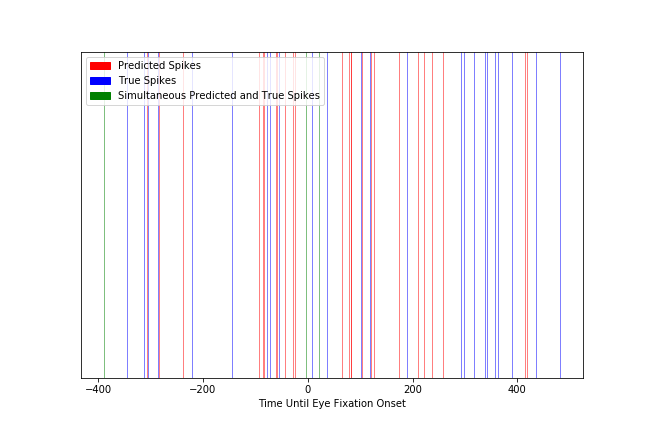 Predicted Spikes
True Spikes
Simultaneous Predicted and True Spikes
−400 −200 0 200 400
Time Until Eye Fixation Onset